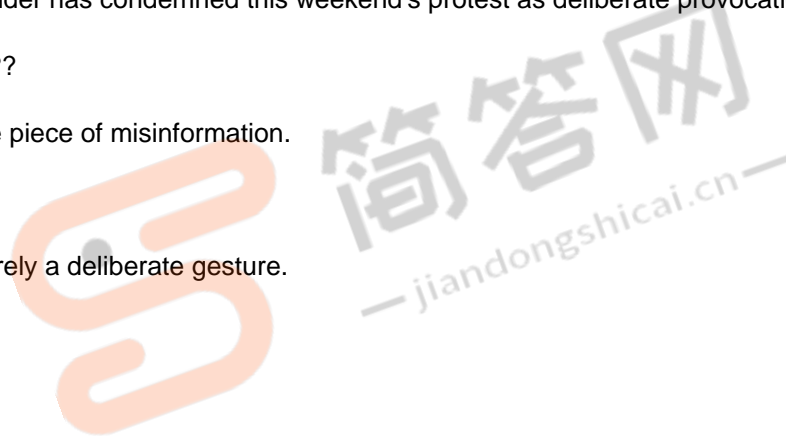 der has condemned this weekend's protest as deliberate provocati
?
piece of misinformation.
简答网
jiandongshicai.cn
rely a deliberate gesture.